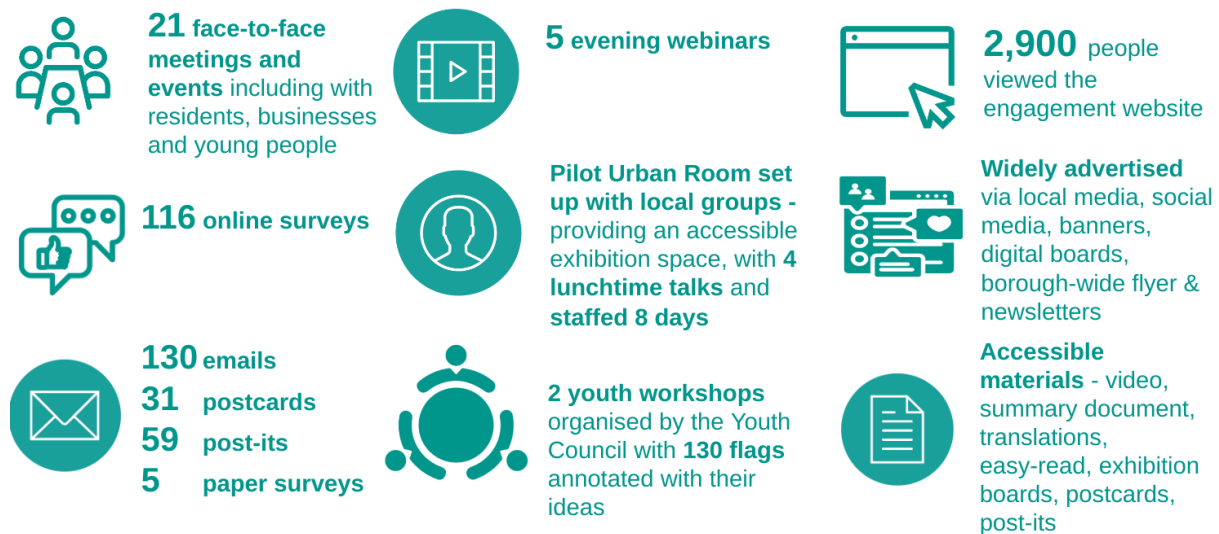 21 face-to-face
meetings and
events including with
residents, businesses
and young people
5 evening webinars
2,900 people
viewed the
engagement website
116 online surveys
Pilot Urban Room set
up with local groups -
providing an accessible
exhibition space, with 4
lunchtime talks and
staffed 8 days
Widely advertised
via local media, social
media, banners,
digital boards,
borough-wide flyer &
newsletters
130 emails
31 postcards
59 post-its
5 paper surveys
2 youth workshops
organised by the Youth
Council with 130 flags
annotated with their
ideas
Accessible
materials - video,
summary document,
translations,
easy-read, exhibition
boards, postcards,
post-its